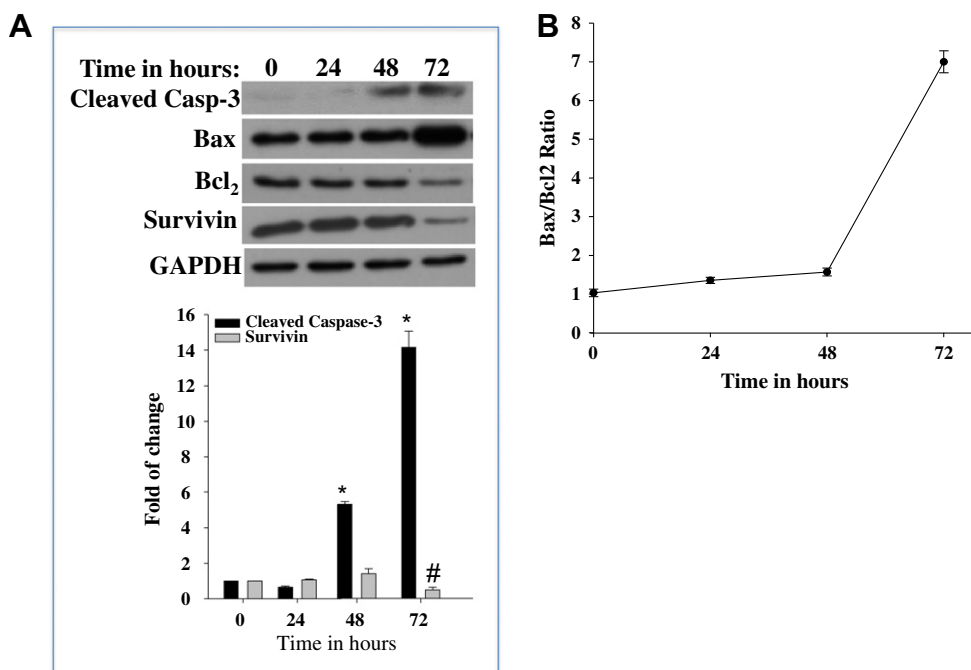 A
Time in hours: 0 24 48 72
Cleaved Casp-3
Bax
Bcl2
Survivin
GAPDH
Cleaved Caspase-3
Survivin
Fold of change
16
14
12
10
8
6
4
2
0
*
*
#
0 24 48 72
Time in hours
B
Bax/Bcl2 Ratio
8
7
6
5
4
3
2
1
0
0 24 48 72
Time in hours